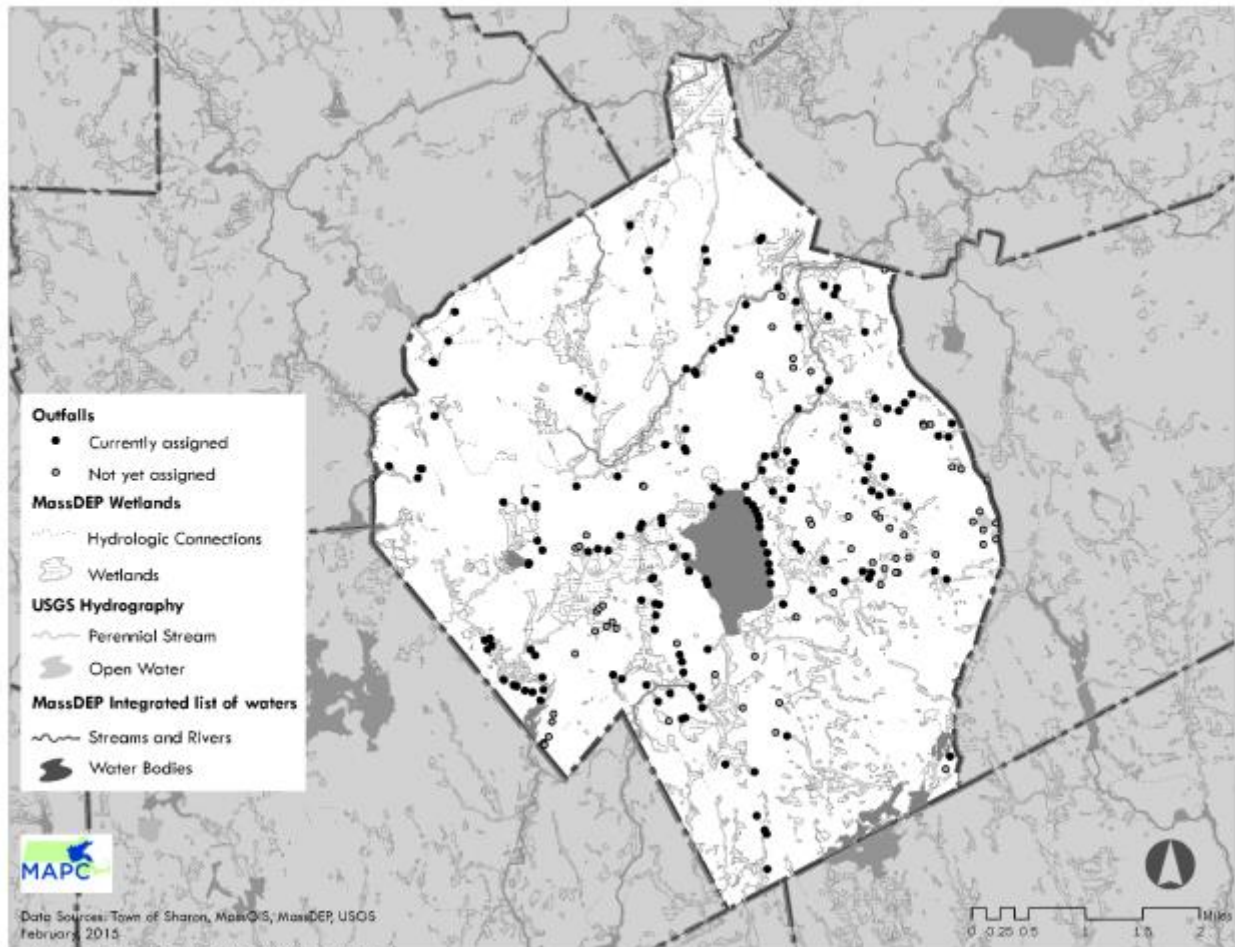 Outfalls
Currently assigned
Not yet assigned
MassDEP Wetlands
Hydrologic Connections
Wetlands
USGS Hydrography
Perennial Stream
Open Water
MassDEP Integrated list of waters
Streams and Rivers
Water Bodies
MAPC
Data Sources: Town of Sharon, MassGIS, MassDEP, USGS
February, 2015
Miles
0 0.25 0.5 1 1.5 2